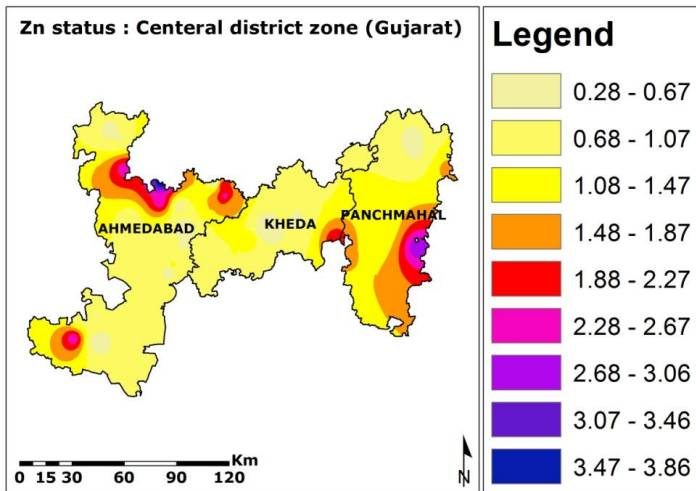 Zn status : Centeral district zone (Gujarat)
AHMEDABAD
KHEDA
PANCHMAHAL
Km
0 15 30 60 90 120
N
Legend
0.28 - 0.67
0.68 - 1.07
1.08 - 1.47
1.48 - 1.87
1.88 - 2.27
2.28 - 2.67
2.68 - 3.06
3.07 - 3.46
3.47 - 3.86